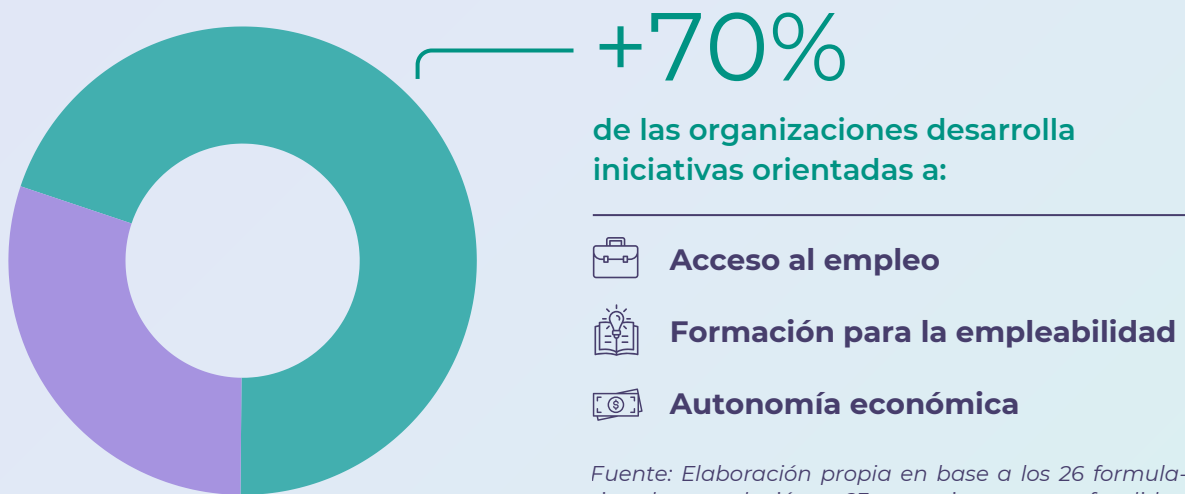 +70%
de las organizaciones desarrolla
iniciativas orientadas a:
Acceso al empleo
Formación para la empleabilidad
Autonomía económica
Fuente: Elaboración propia en base a los 26 formula-